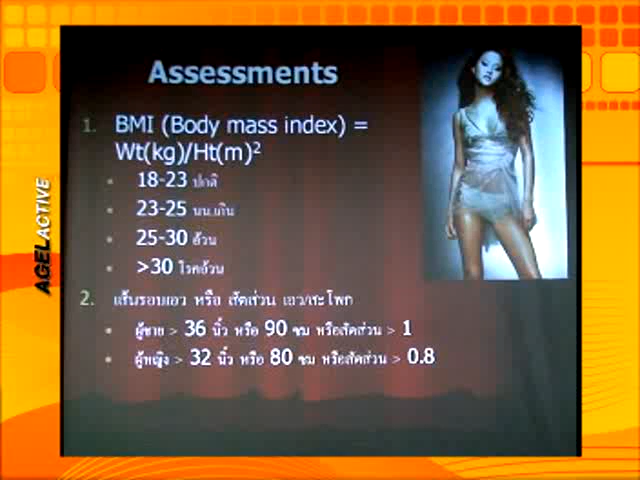 Assessments
1. BMI (Body mass index) =
Wt(kg)/Ht(m)²
• 18-23 ปกติ
• 23-25 นน.เกิน
• 25-30 อ้วน
• >30 โรคอ้วน
2. เส้นรอบเอว หรือ สัดส่วน เอว/สะโพก
• ผู้ชาย > 36 นิ้ว หรือ 90 ซม หรือสัดส่วน > 1
• ผู้หญิง > 32 นิ้ว หรือ 80 ซม หรือสัดส่วน > 0.8
AGELACTIVE